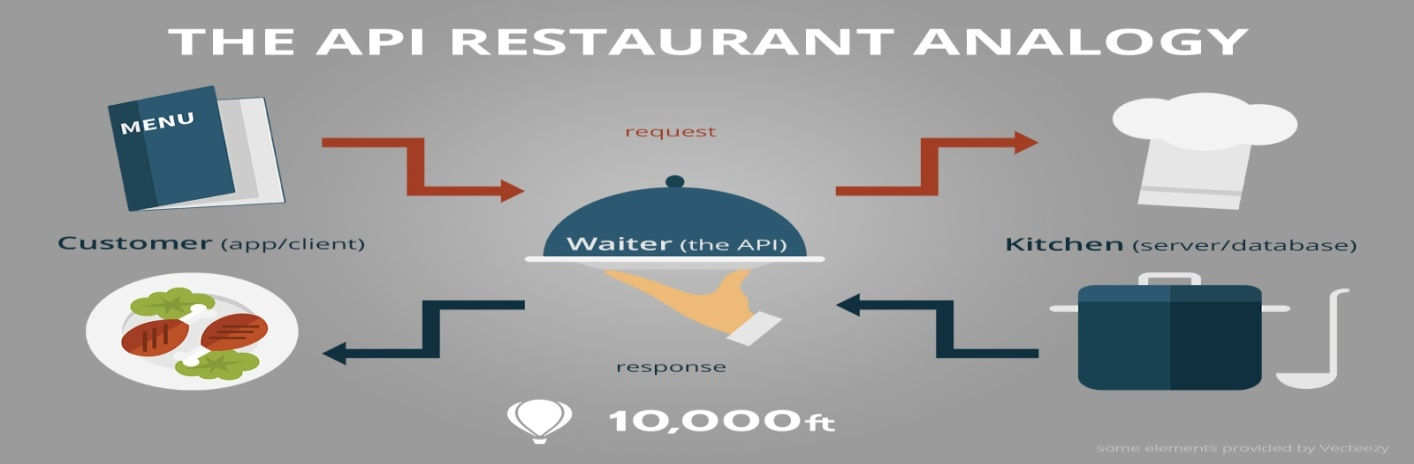 THE API RESTAURANT ANALOGY
MENU
request
Waiter (the API)
Customer (app/client)
Kitchen (server/database)
response
10,000ft
some elements provided by Vecteezy